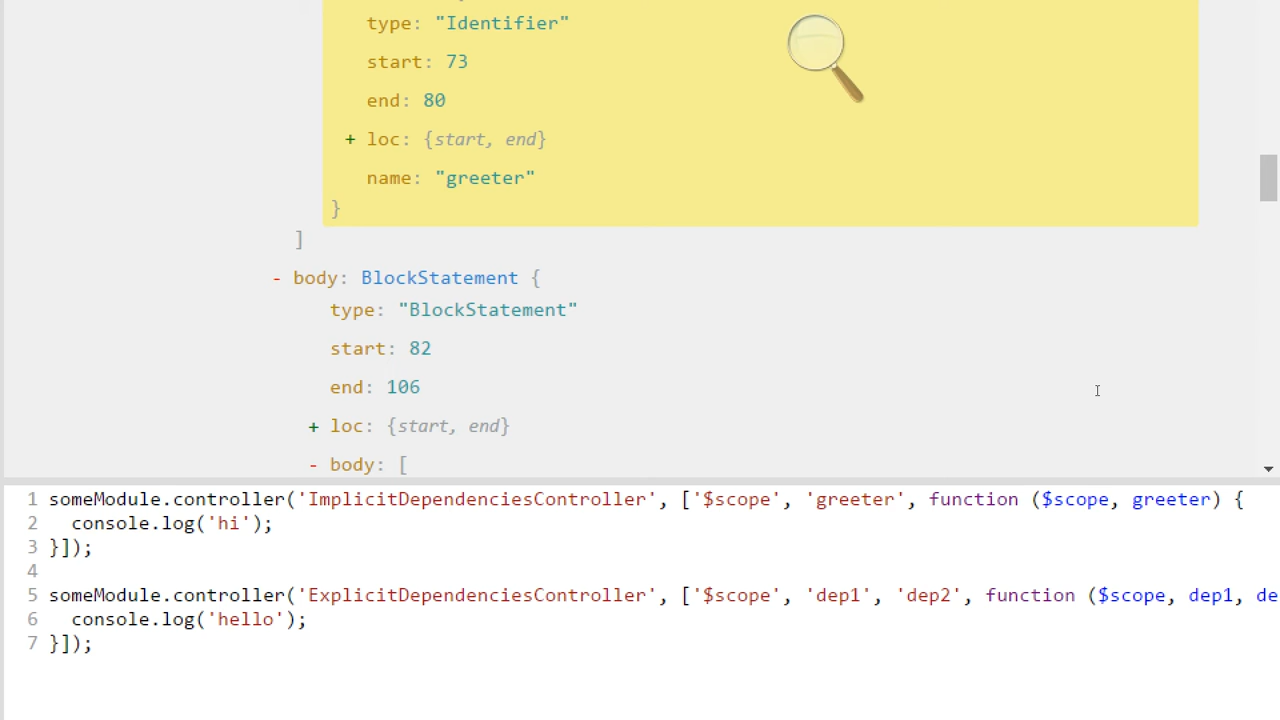 type: "Identifier"
start: 73
end: 80
+ loc: {start, end}
name: "greeter"
}
]
- body: BlockStatement {
type: "BlockStatement"
start: 82
end: 106
+ loc: {start, end}
- body: [
1 someModule.controller('ImplicitDependenciesController', ['$scope', 'greeter', function ($scope, greeter) {
2   console.log('hi');
3 }]);
4
5 someModule.controller('ExplicitDependenciesController', ['$scope', 'dep1', 'dep2', function ($scope, dep1, de
6   console.log('hello');
7 }]);